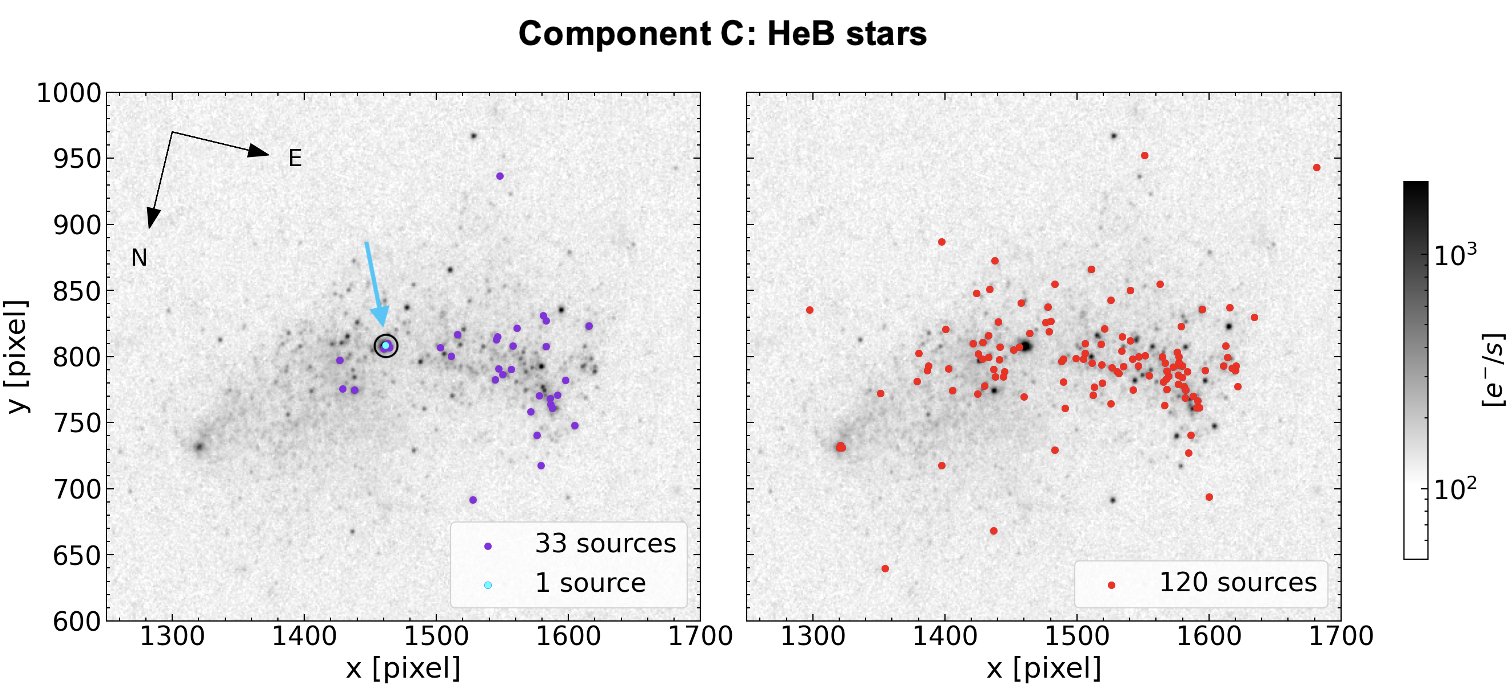 Component C: HeB stars
1000
950
900
850
800
750
700
650
600
y [pixel]
E
N
33 sources
1 source
1300
1400
1500
1600
1700
x [pixel]
120 sources
1300
1400
1500
1600
1700
x [pixel]
10³
10²
[e⁻/s]